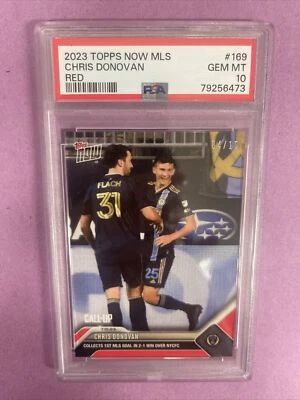 2023 TOPPS NOW MLS #169
CHRIS DONOVAN GEM MT
RED 10
PSA 79256473
Topps NOW
FLACH
31
25
CALL-UP
CHRIS DONOVAN
COLLECTS 1ST MLS GOAL IN 2-1 WIN OVER NYCFC